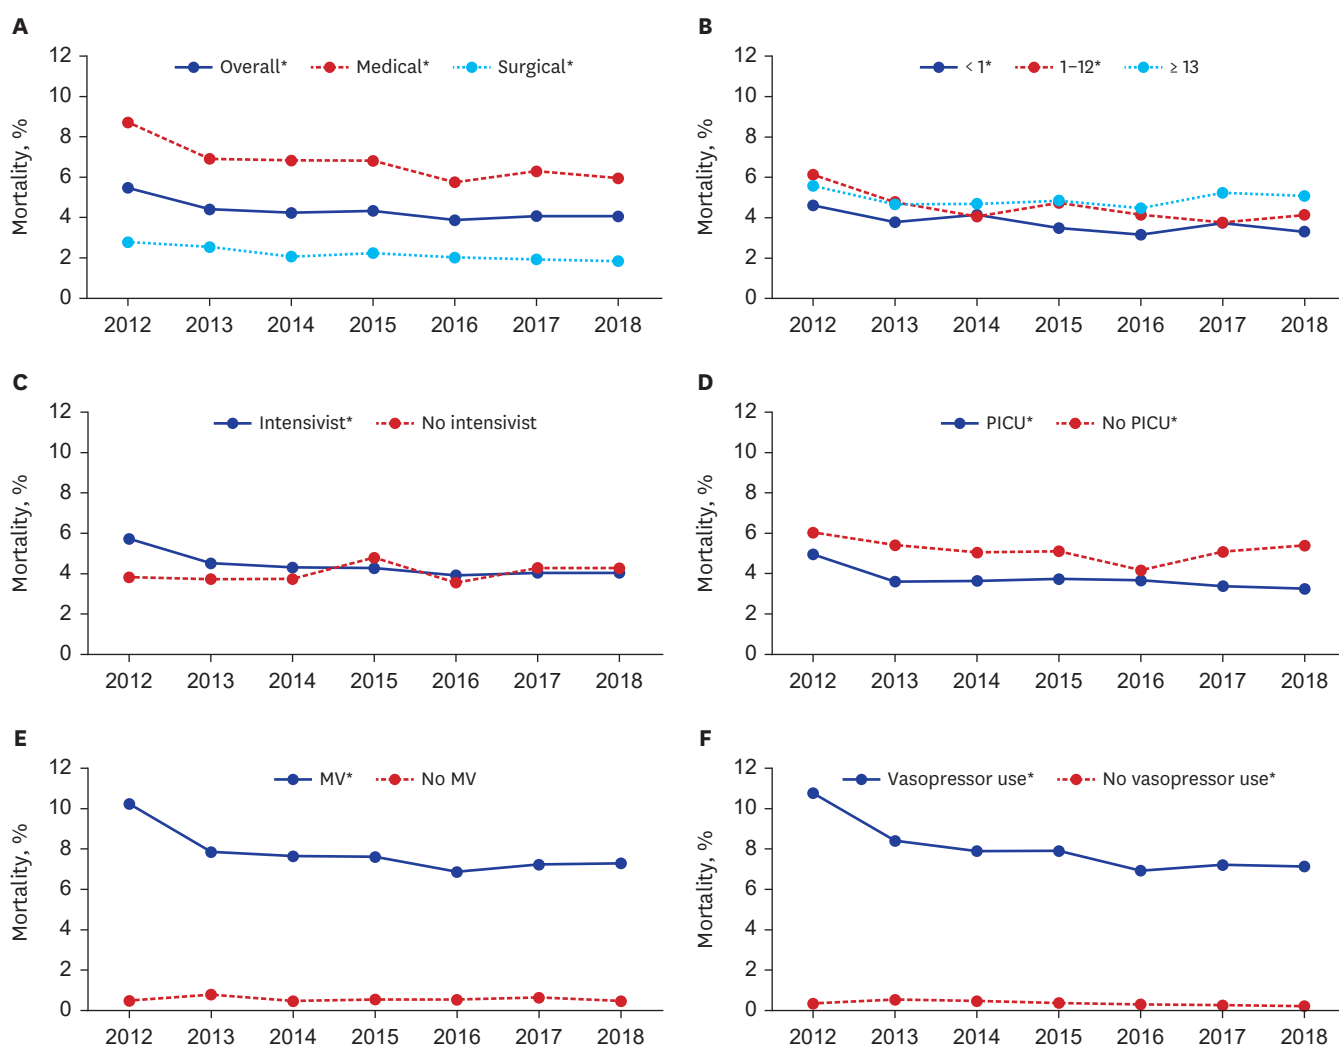 A
Overall* Medical* Surgical*
Mortality, %
12
10
8
6
4
2
0
2012 2013 2014 2015 2016 2017 2018
B
< 1* 1–12* ≥ 13
Mortality, %
12
10
8
6
4
2
0
2012 2013 2014 2015 2016 2017 2018
C
Intensivist* No intensivist
Mortality, %
12
10
8
6
4
2
0
2012 2013 2014 2015 2016 2017 2018
D
PICU* No PICU*
Mortality, %
12
10
8
6
4
2
0
2012 2013 2014 2015 2016 2017 2018
E
MV* No MV
Mortality, %
12
10
8
6
4
2
0
2012 2013 2014 2015 2016 2017 2018
F
Vasopressor use* No vasopressor use*
Mortality, %
12
10
8
6
4
2
0
2012 2013 2014 2015 2016 2017 2018